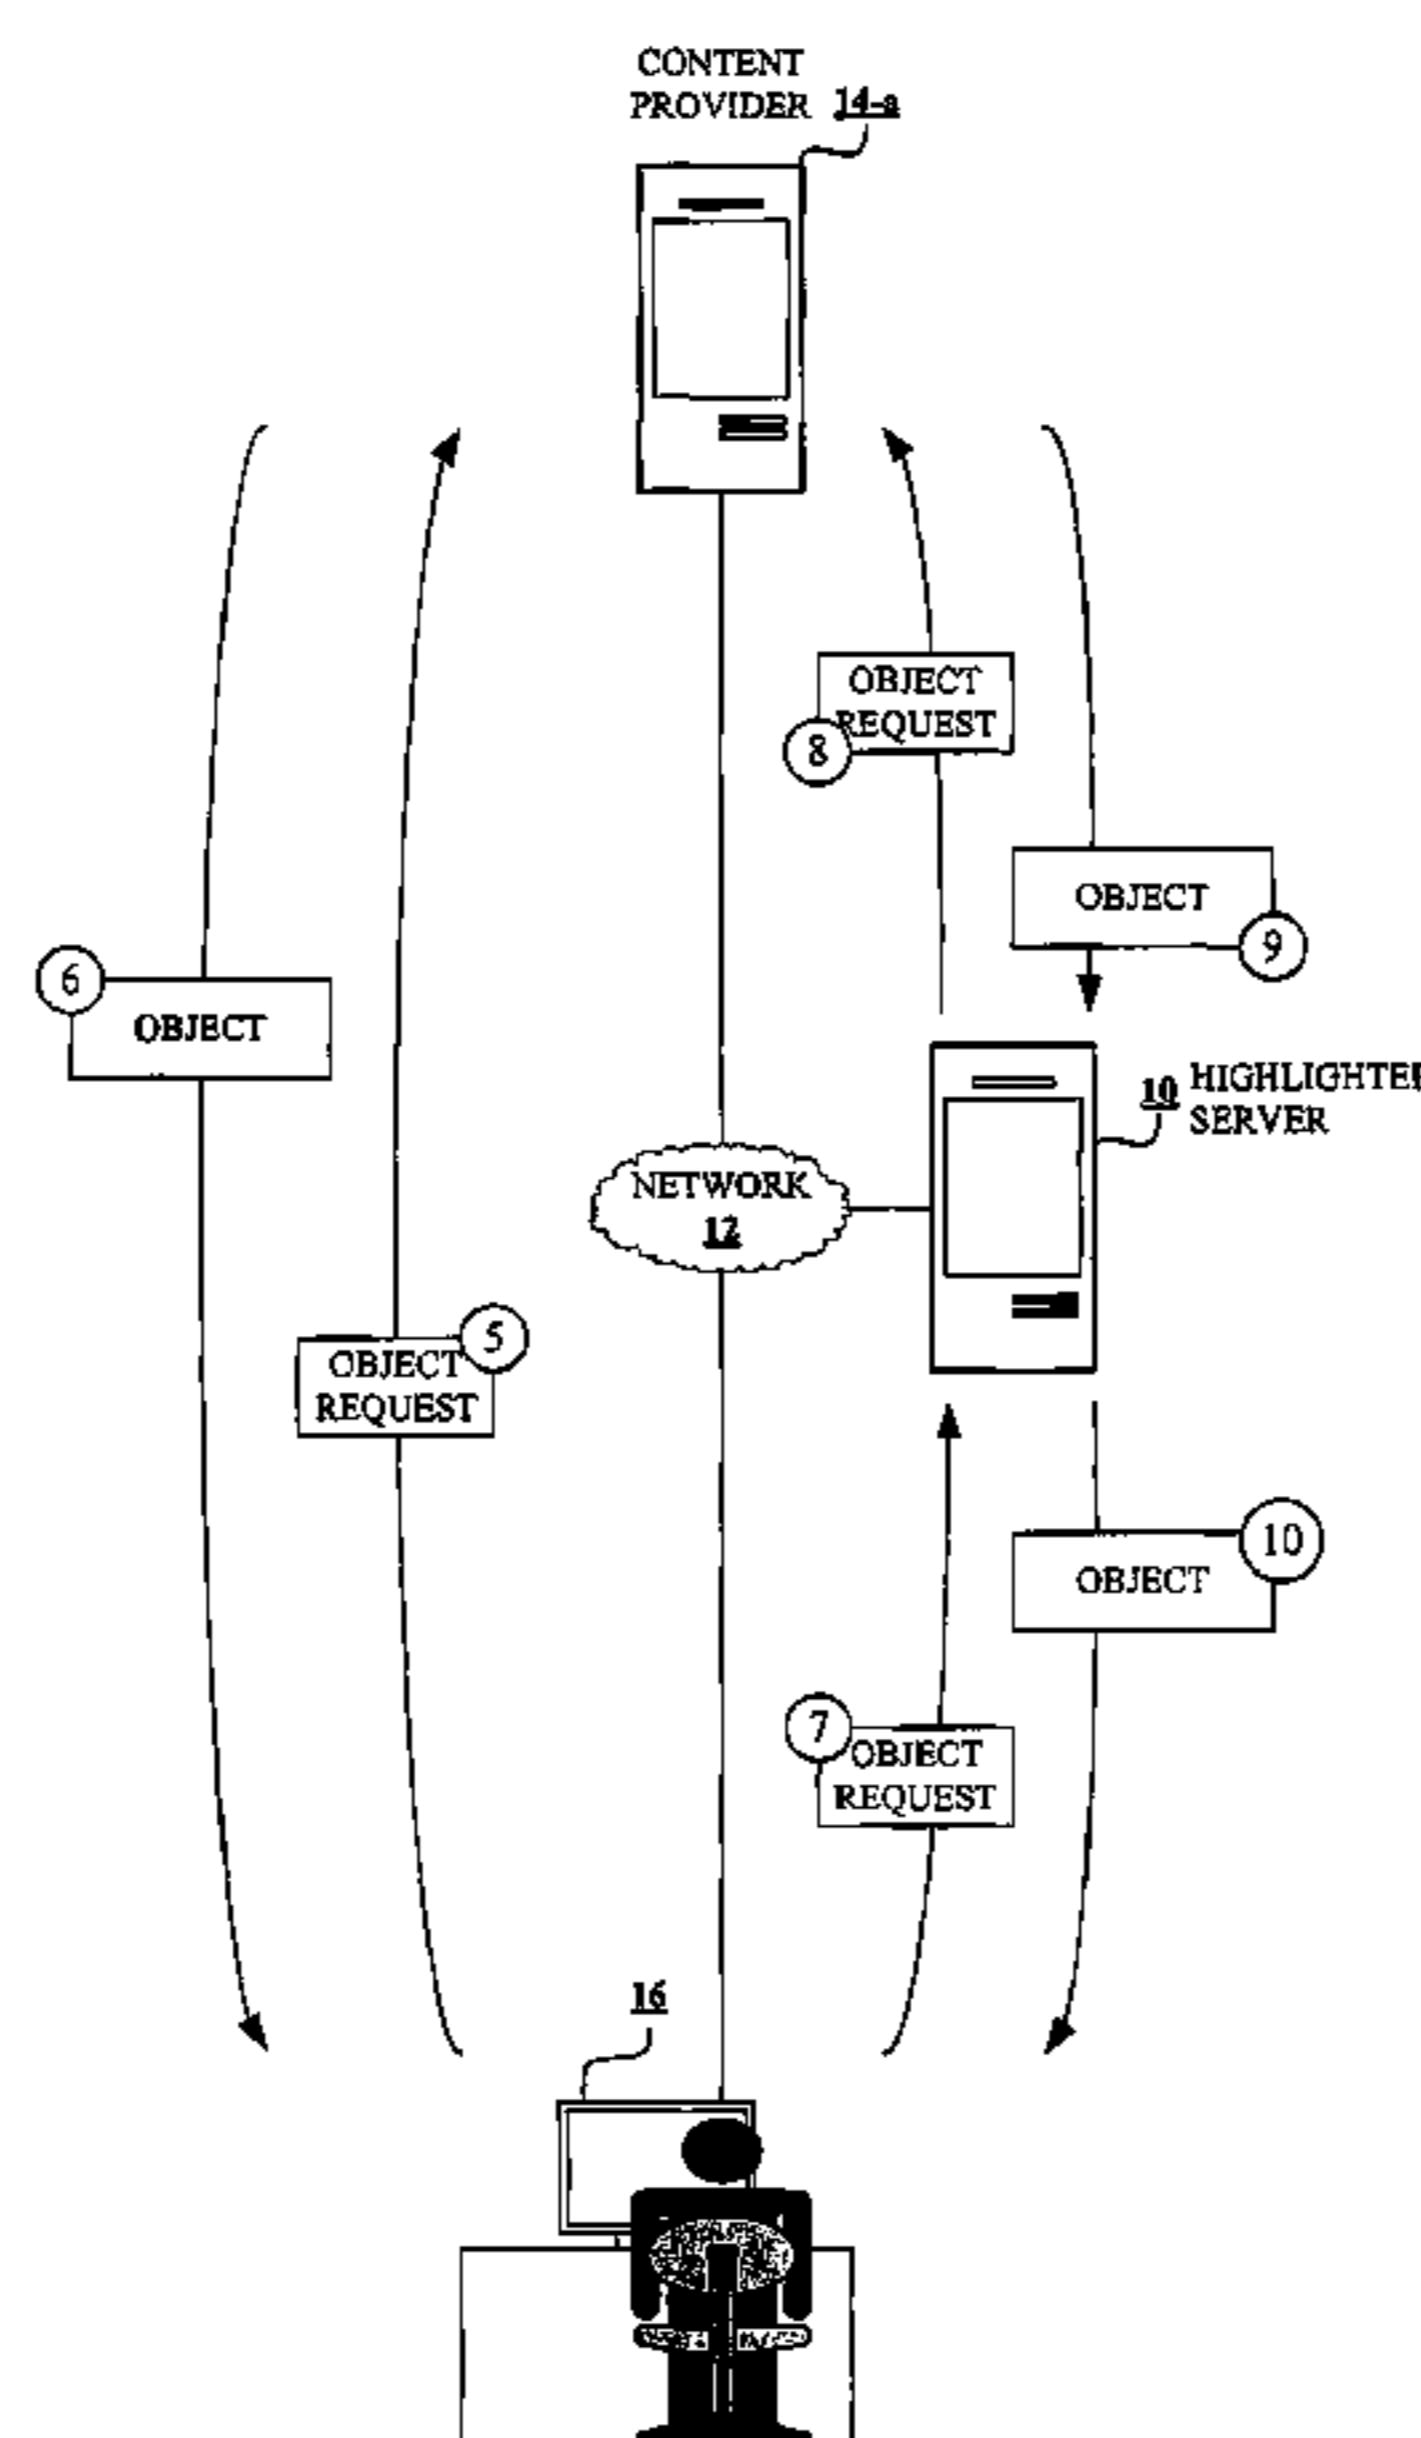 CONTENT
PROVIDER 14-a
OBJECT
REQUEST
8
OBJECT
9
6
OBJECT
10 HIGHLIGHTER
SERVER
NETWORK
12
5
OBJECT
REQUEST
10
OBJECT
7
OBJECT
REQUEST
16